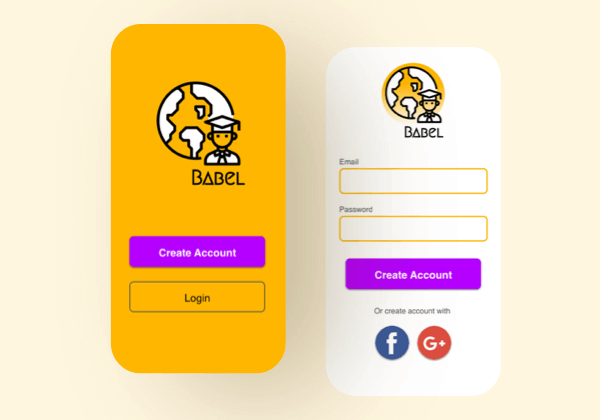 BABEL
Create Account
Login
BABEL
Email
Password
Create Account
Or create account with
f
G+